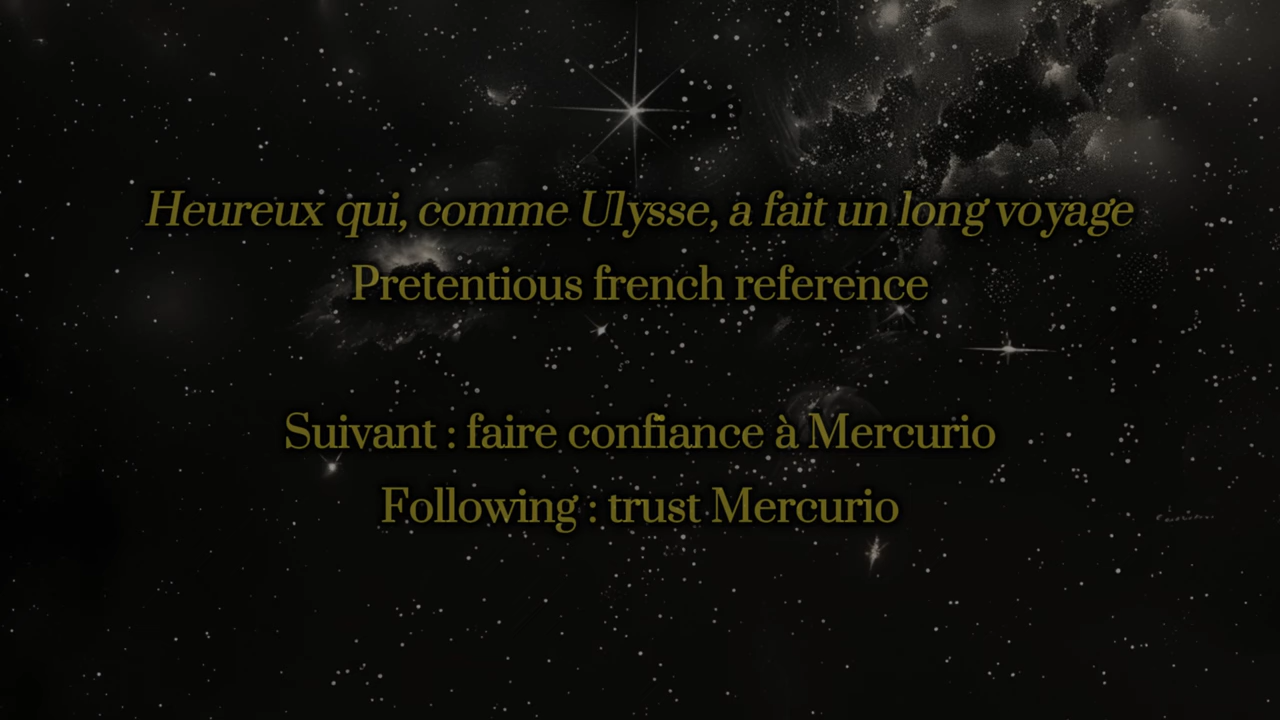 Heureux qui, comme Ulysse, a fait un long voyage
Pretentious french reference
Suivant : faire confiance à Mercurio
Following : trust Mercurio